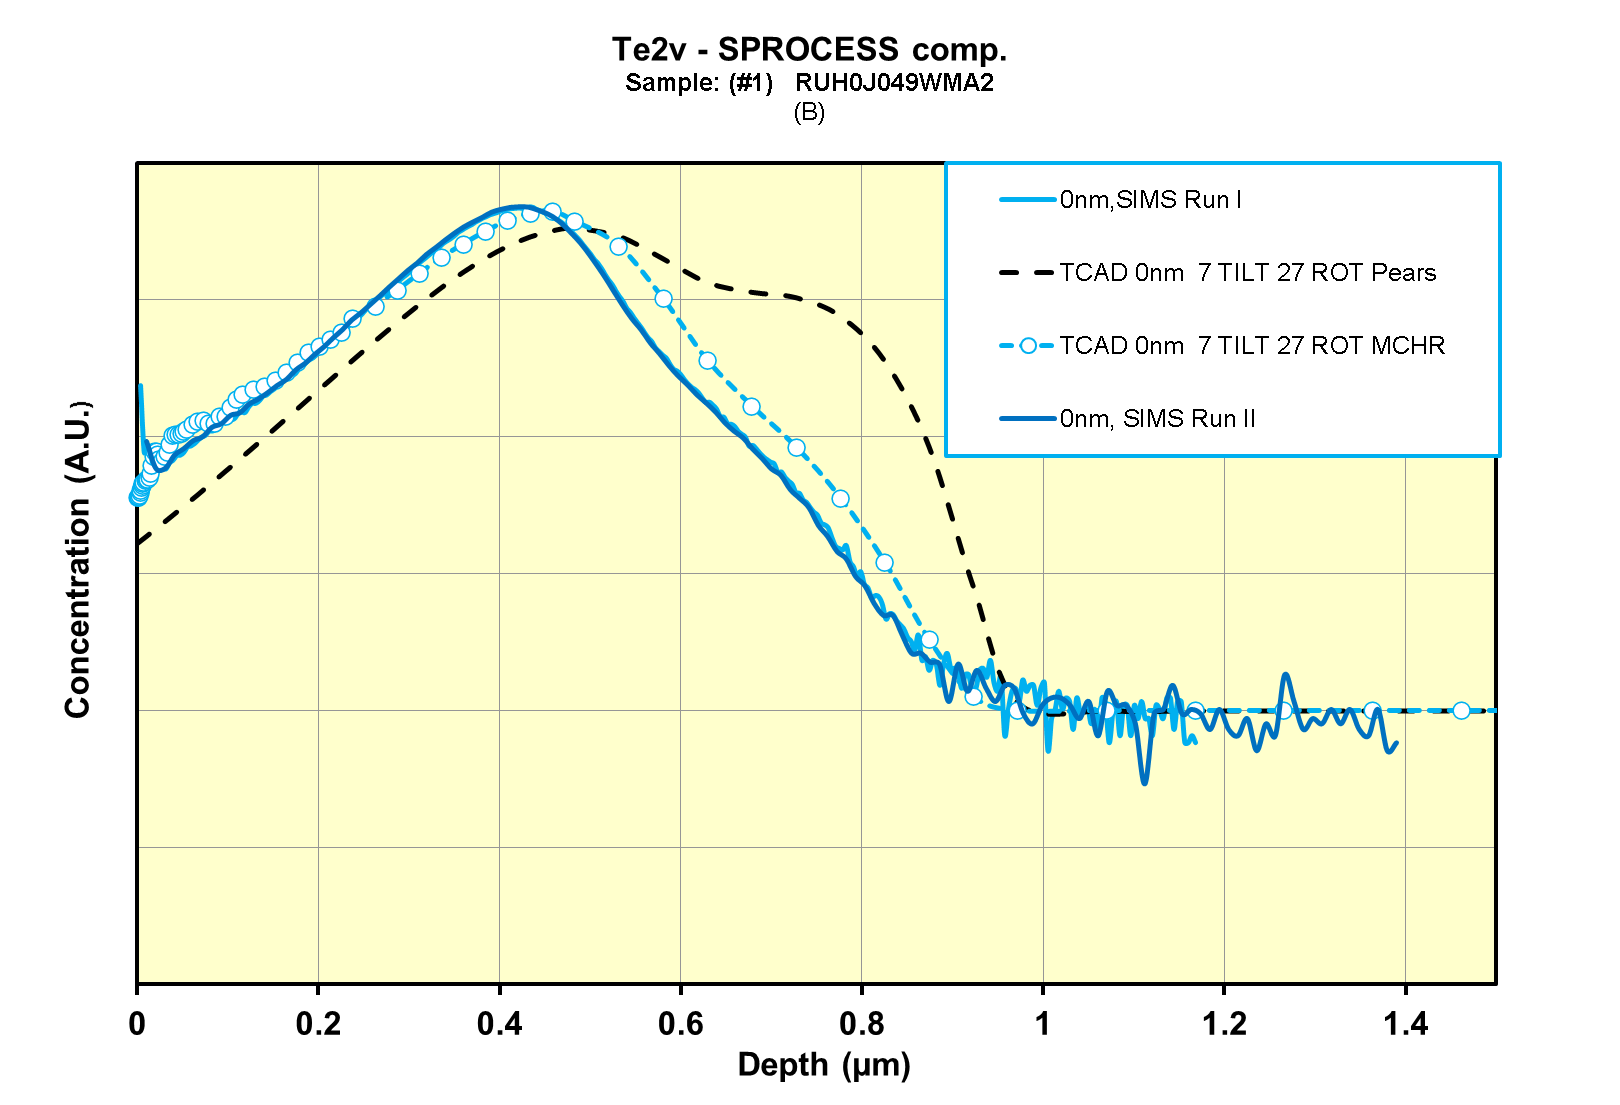 Te2v - SPROCESS comp.
Sample: (#1)   RUH0J049WMA2
(B)
0nm,SIMS Run I
TCAD 0nm  7 TILT 27 ROT Pears
TCAD 0nm  7 TILT 27 ROT MCHR
0nm, SIMS Run II
Concentration (A.U.)
0 0.2 0.4 0.6 0.8 1 1.2 1.4
Depth (µm)